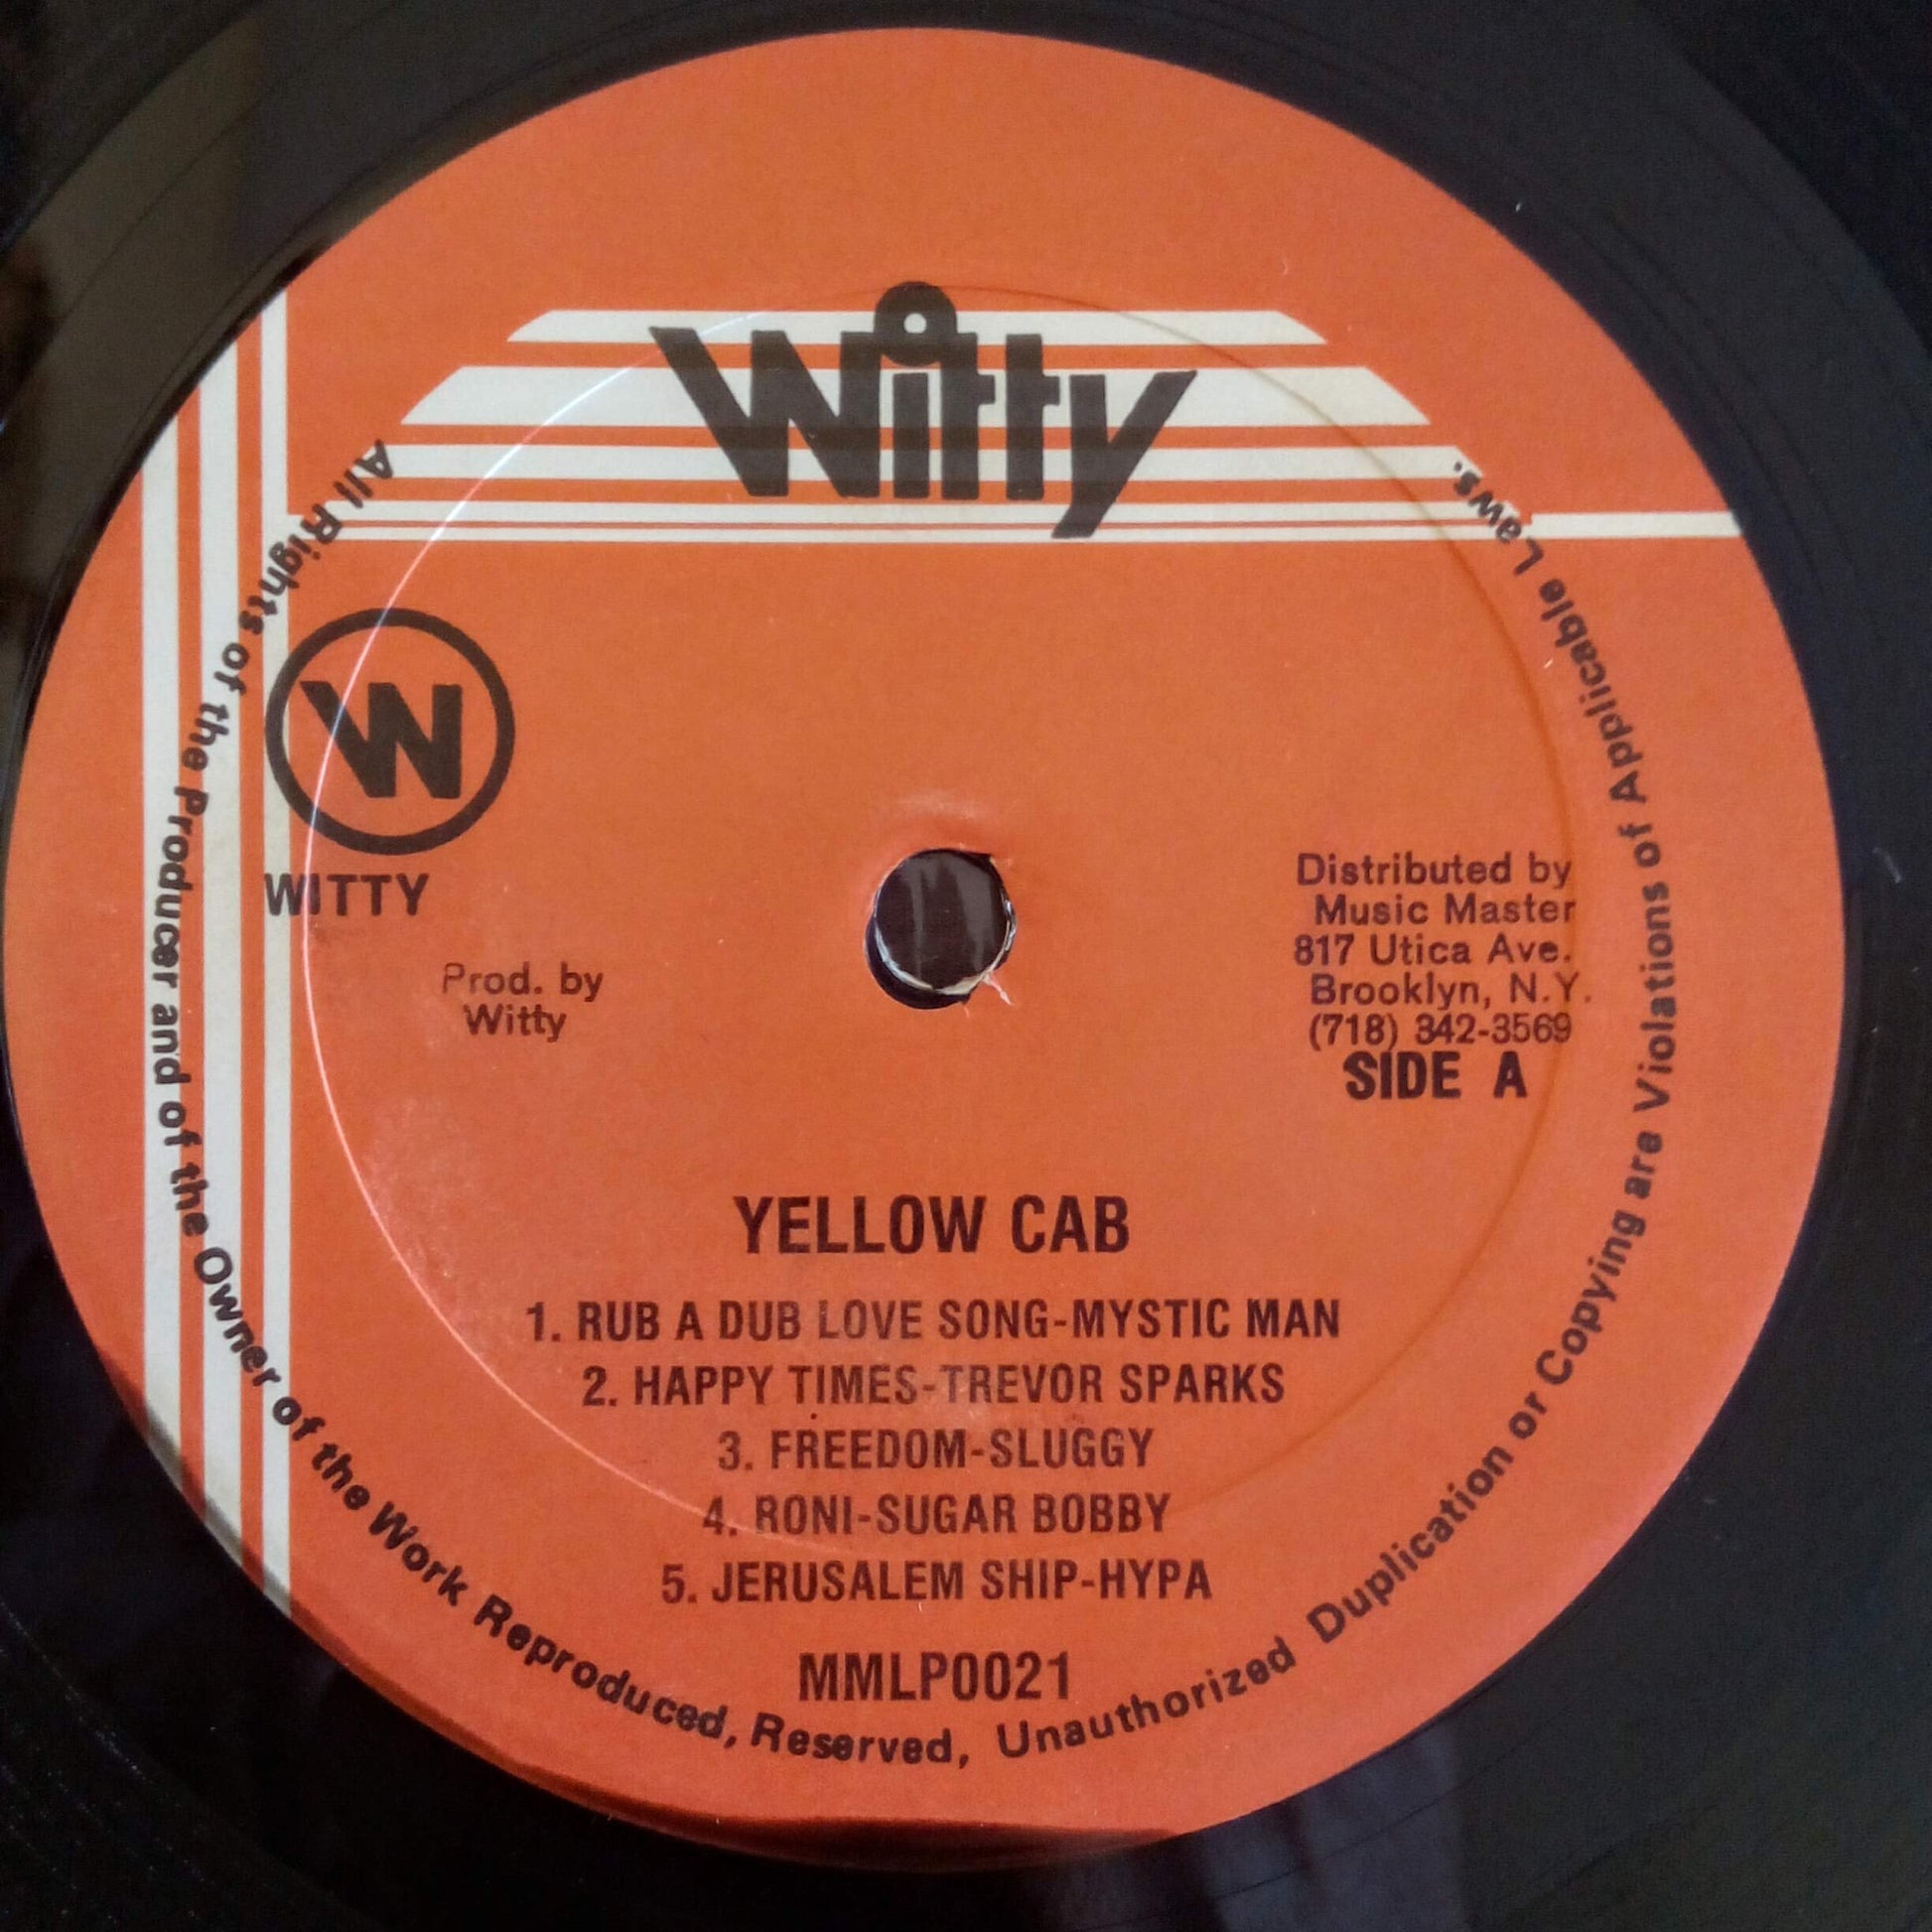 Witty
W
WITTY
Prod. by
Witty
Distributed by
Music Master
817 Utica Ave.
Brooklyn, N.Y.
(718) 342-3569
SIDE A
YELLOW CAB
1. RUB A DUB LOVE SONG-MYSTIC MAN
2. HAPPY TIMES-TREVOR SPARKS
3. FREEDOM-SLUGGY
4. RONI-SUGAR BOBBY
5. JERUSALEM SHIP-HYPA
MMLP0021
All Rights of the Producer and of the Owner of the Work Reproduced, Reserved, Unauthorized Duplication or Copying are Violations of Applicable Laws.